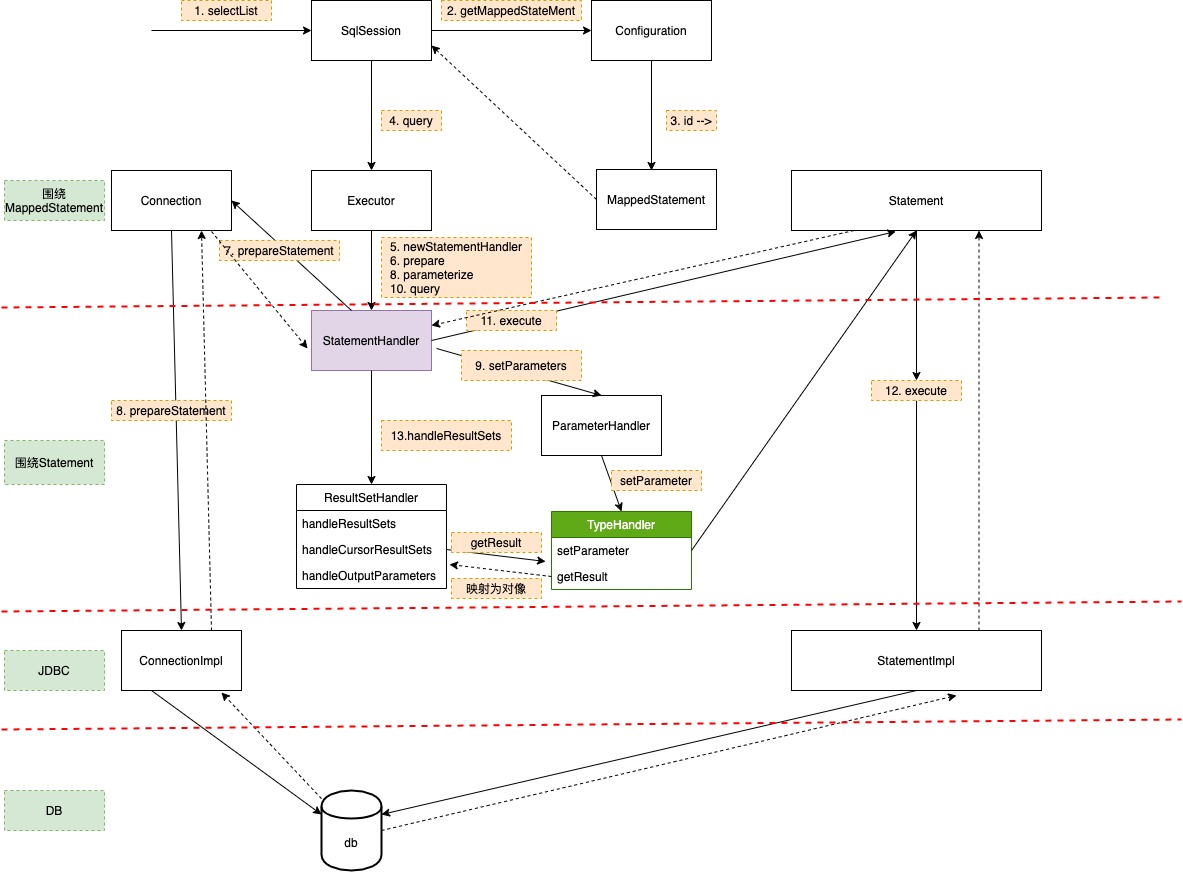 1. selectList
SqlSession
2. getMappedStateMent
Configuration
4. query
3. id -->
围绕
MappedStatement
Connection
Executor
MappedStatement
Statement
7. prepareStatement
5. newStatementHandler
6. prepare
8. parameterize
10. query
StatementHandler
11. execute
9. setParameters
8. prepareStatement
12. execute
ParameterHandler
13.handleResultSets
围绕Statement
setParameter
ResultSetHandler
handleResultSets
handleCursorResultSets
handleOutputParameters
getResult
映射为对像
TypeHandler
setParameter
getResult
JDBC
ConnectionImpl
StatementImpl
DB
db